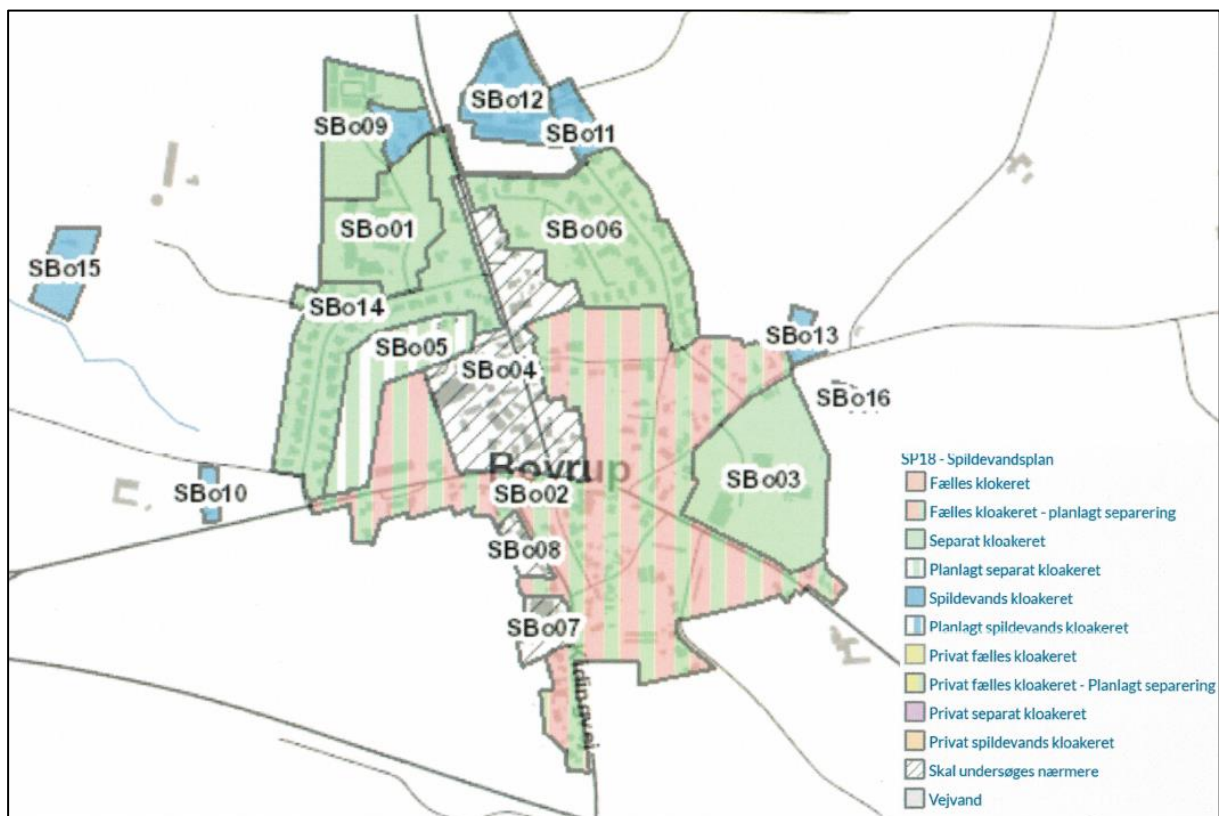 SBo12
SBo09
SBo11
SBo01
SBo06
SBo15
SBo14
SBo13
SBo05
SBo04
SBo16
Bovrup
SBo03
SBo10
SBo02
SBo08
SBo07
SP18 - Spildevandsplan
Fælles klokeret
Fælles kloakeret - planlagt separering
Separat kloakeret
Planlagt separat kloakeret
Spildevands kloakeret
Planlagt spildevands kloakeret
Privat fælles kloakeret
Privat fælles kloakeret - Planlagt separering
Privat separat kloakeret
Privat spildevands kloakeret
Skal undersøges nærmere
Vejvand